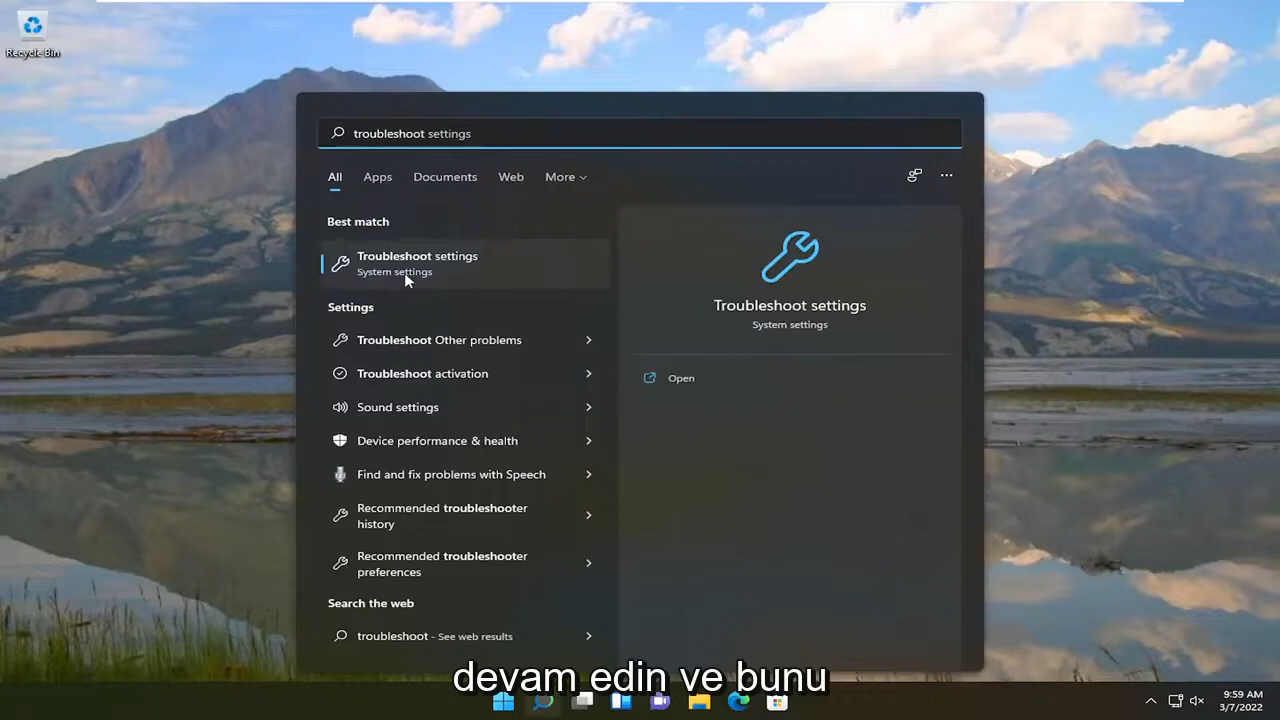 Recycle Bin
troubleshoot settings
All Apps Documents Web More
Best match
Troubleshoot settings
System settings
Settings
Troubleshoot Other problems
Troubleshoot activation
Sound settings
Device performance & health
Find and fix problems with Speech
Recommended troubleshooter
history
Recommended troubleshooter
preferences
Search the web
troubleshoot - See web results
Troubleshoot settings
System settings
Open
devam edin ve bunu
9:59 AM
3/7/2022